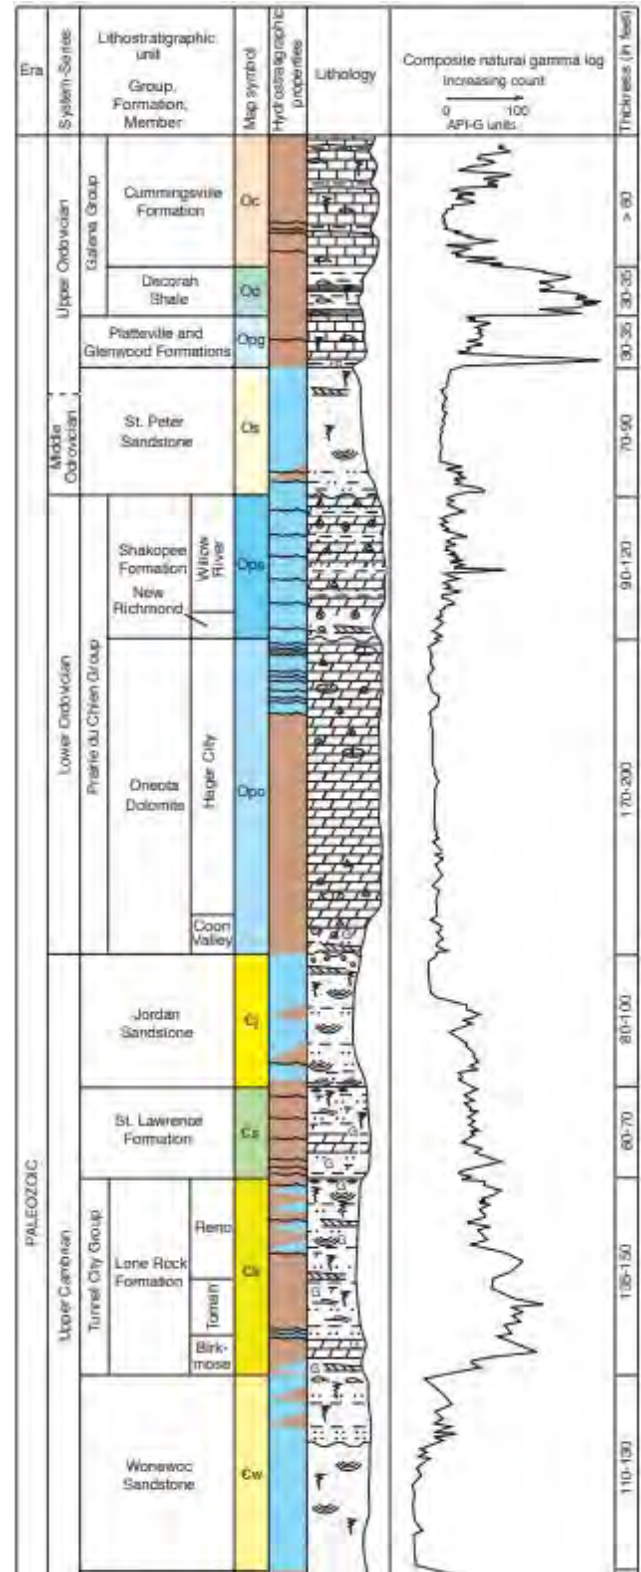 Era
System-Series
Lithostratigraphic
unit
Group,
Formation,
Member
Map symbol
Hydrostratigraphic
properties
Lithology
Composite natural gamma log
Increasing count
0 100
API-G units
Thickness (in feet)
PALEOZOIC
Upper Ordovician
Galena Group
Cummingsville
Formation
Oc
> 60
Decorah
Shale
Od
30-35
Platteville and
Glenwood Formations
Opg
30-35
Middle
Odrovician
St. Peter
Sandstone
Os
70-90
Lower Ordovician
Prairie du Chien Group
Shakopee
Formation
Willow
River
New
Richmond
Ops
90-120
Oneota
Dolomite
Hager City
Coon
Valley
Opo
170-200
Upper Cambrian
Jordan
Sandstone
Єj
80-100
St. Lawrence
Formation
Єs
60-70
Tunnel City Group
Lone Rock
Formation
Reno
Tomah
Birk-
mose
135-150
Wonewoc
Sandstone
Єw
110-130